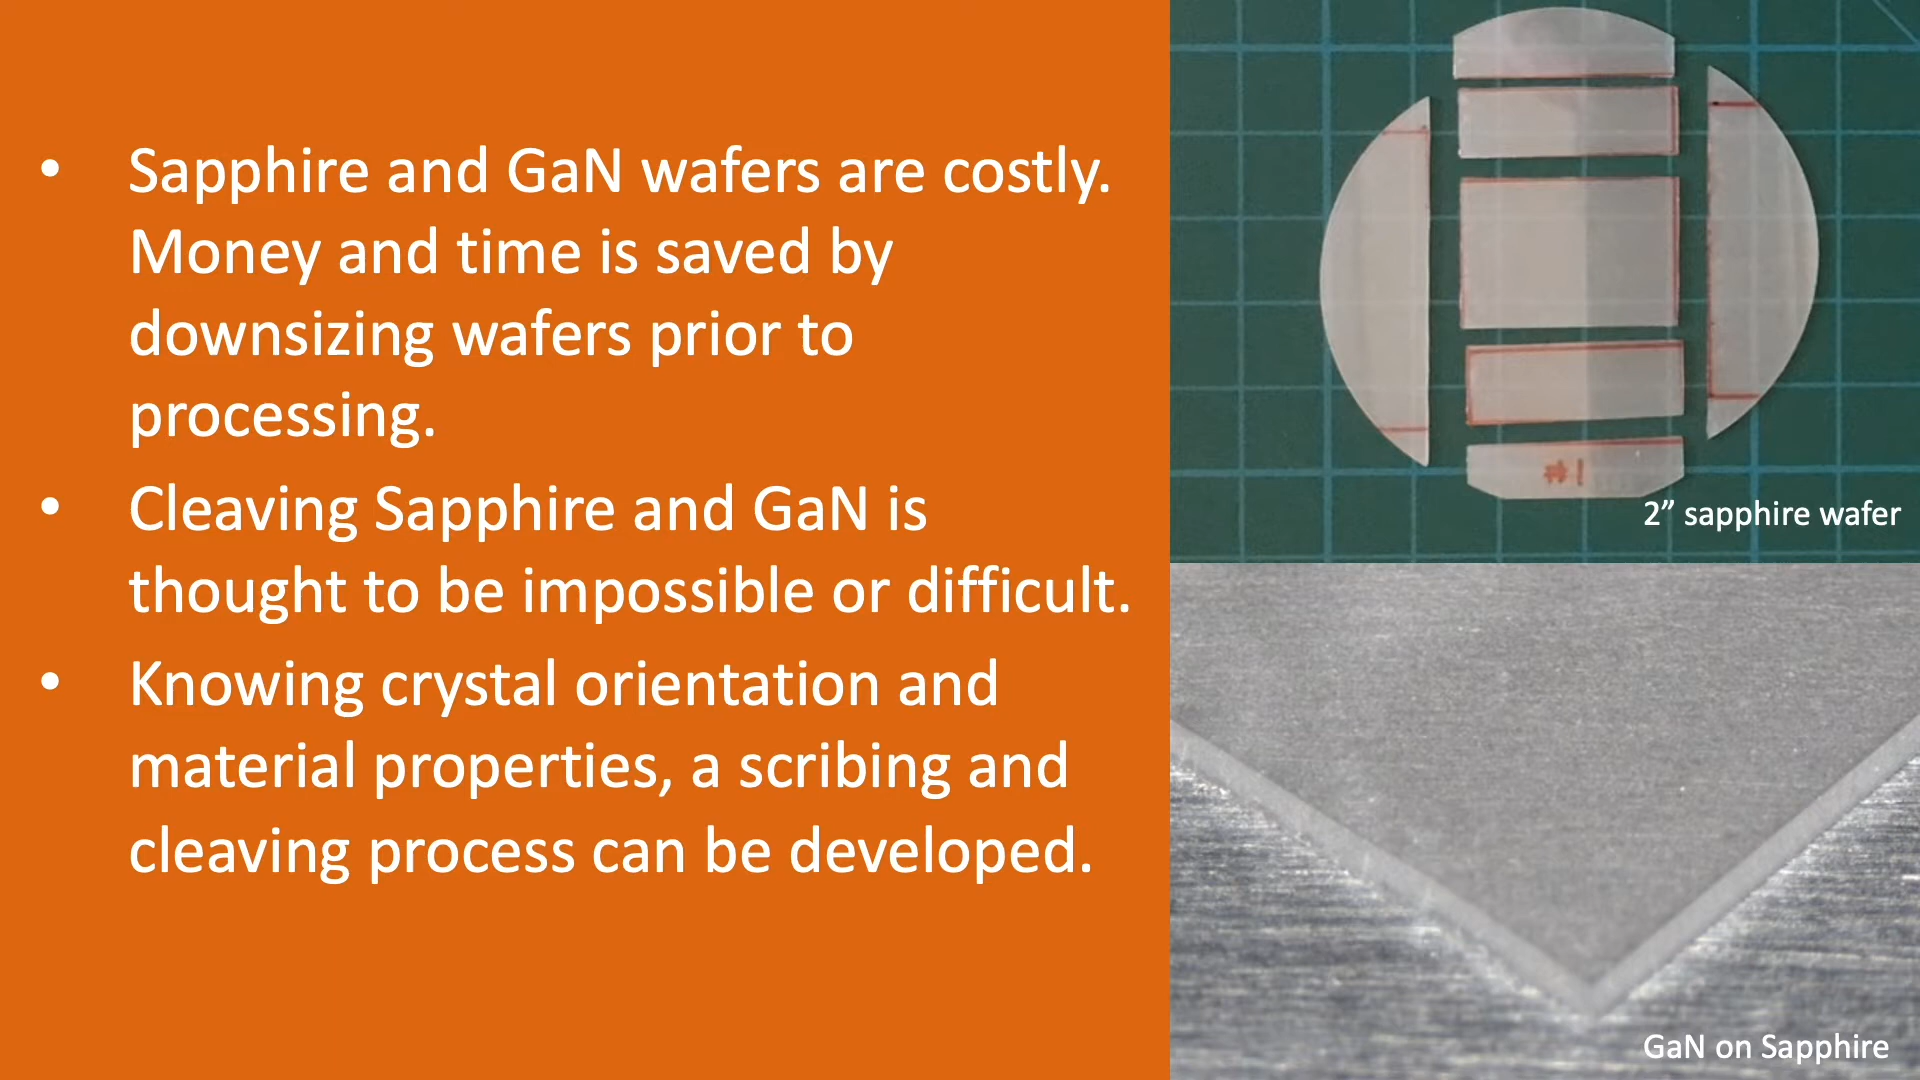 • Sapphire and GaN wafers are costly.
Money and time is saved by
downsizing wafers prior to
processing.
• Cleaving Sapphire and GaN is
thought to be impossible or difficult.
• Knowing crystal orientation and
material properties, a scribing and
cleaving process can be developed.
#1
2” sapphire wafer
GaN on Sapphire